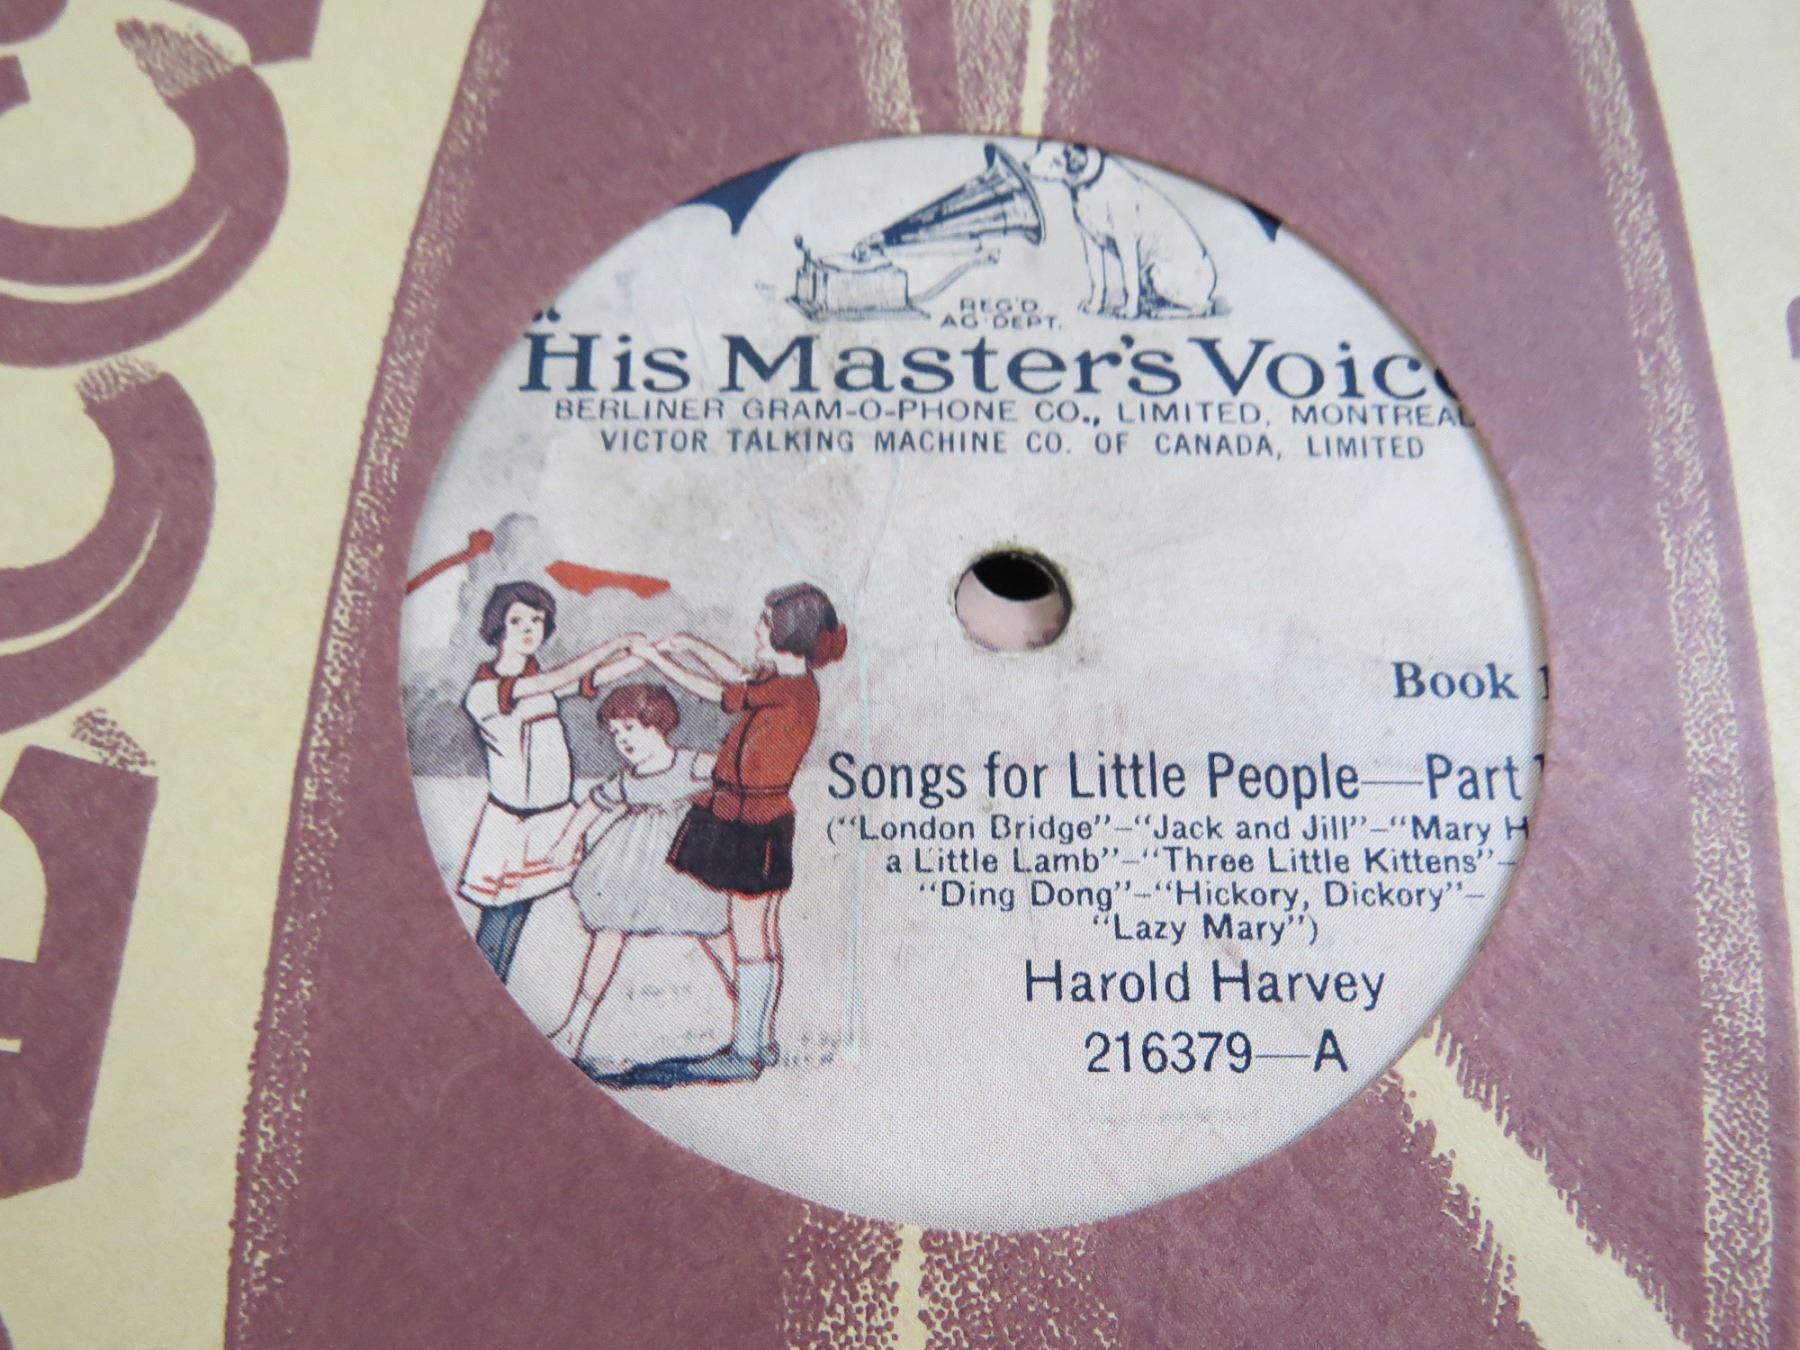 REG'D.
AG·DEPT.
"His Master's Voic
BERLINER GRAM-O-PHONE CO., LIMITED, MONTREAL
VICTOR TALKING MACHINE CO. OF CANADA, LIMITED
Book
Songs for Little People—Part
("London Bridge"–"Jack and Jill"–"Mary H
a Little Lamb"–"Three Little Kittens"–
"Ding Dong"–"Hickory, Dickory"–
"Lazy Mary")
Harold Harvey
216379—A